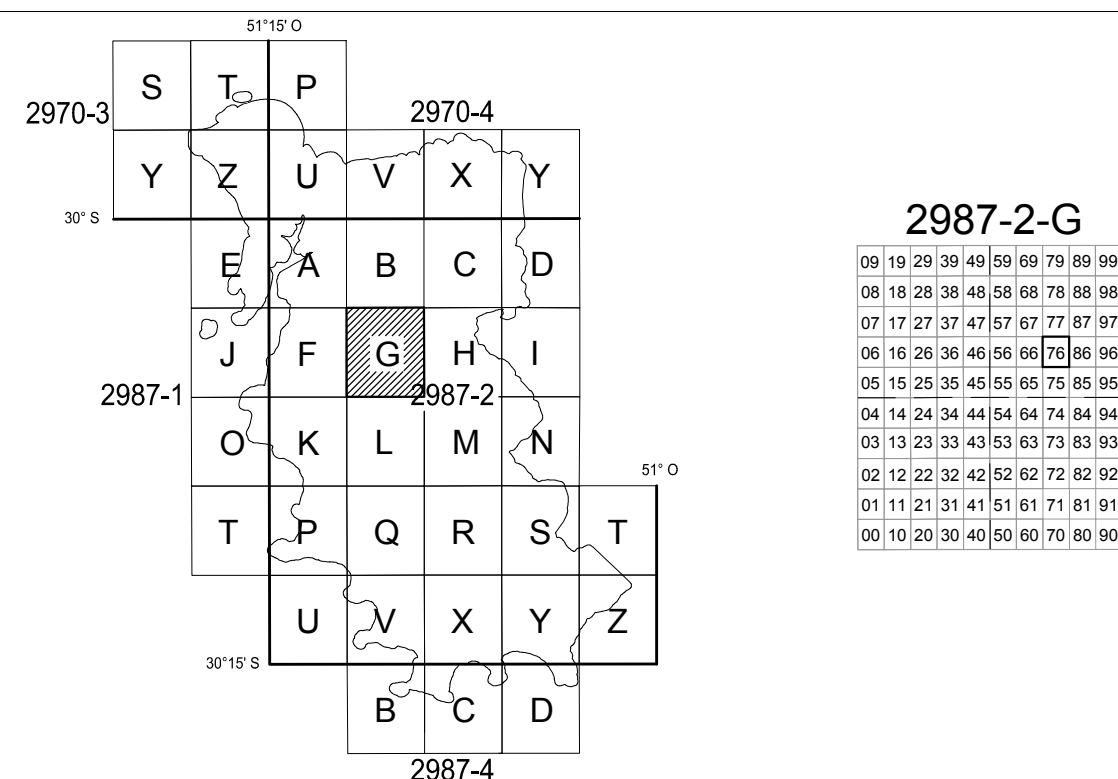 51°15' O
S T P
2970-3 2970-4
Y Z U V X Y
30° S
E A B C D
J F G H I
2987-1 2987-2
O K L M N
51° O
T P Q R S T
U V X Y Z
30°15' S
B C D
2987-4
2987-2-G
09 19 29 39 49 59 69 79 89 99
08 18 28 38 48 58 68 78 88 98
07 17 27 37 47 57 67 77 87 97
06 16 26 36 46 56 66 76 86 96
05 15 25 35 45 55 65 75 85 95
04 14 24 34 44 54 64 74 84 94
03 13 23 33 43 53 63 73 83 93
02 12 22 32 42 52 62 72 82 92
01 11 21 31 41 51 61 71 81 91
00 10 20 30 40 50 60 70 80 90